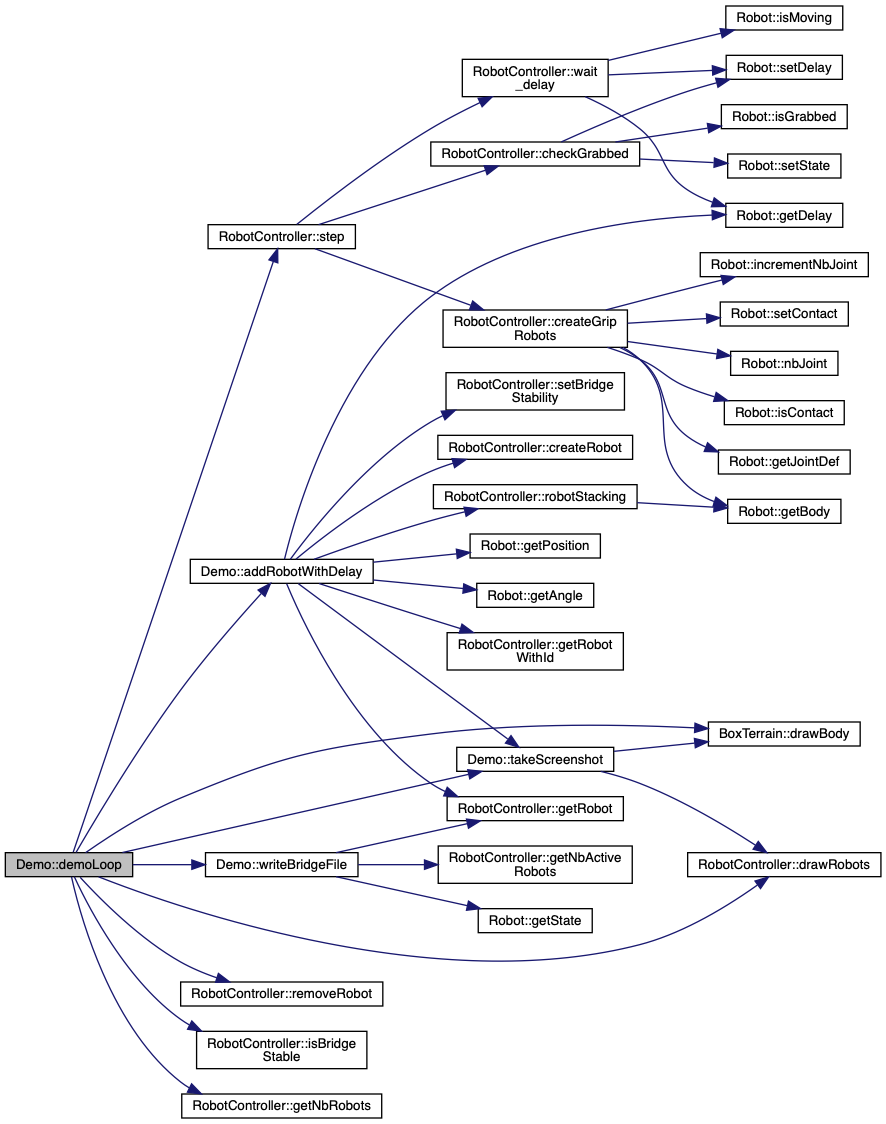 Robot::isMoving
RobotController::wait
_delay
Robot::setDelay
Robot::isGrabbed
RobotController::checkGrabbed
Robot::setState
Robot::getDelay
RobotController::step
Robot::incrementNbJoint
Robot::setContact
RobotController::createGrip
Robots
Robot::nbJoint
RobotController::setBridge
Stability
Robot::isContact
RobotController::createRobot
Robot::getJointDef
RobotController::robotStacking
Robot::getBody
Robot::getPosition
Demo::addRobotWithDelay
Robot::getAngle
RobotController::getRobot
WithId
BoxTerrain::drawBody
Demo::takeScreenshot
RobotController::getRobot
Demo::demoLoop
Demo::writeBridgeFile
RobotController::getNbActive
Robots
RobotController::drawRobots
Robot::getState
RobotController::removeRobot
RobotController::isBridge
Stable
RobotController::getNbRobots